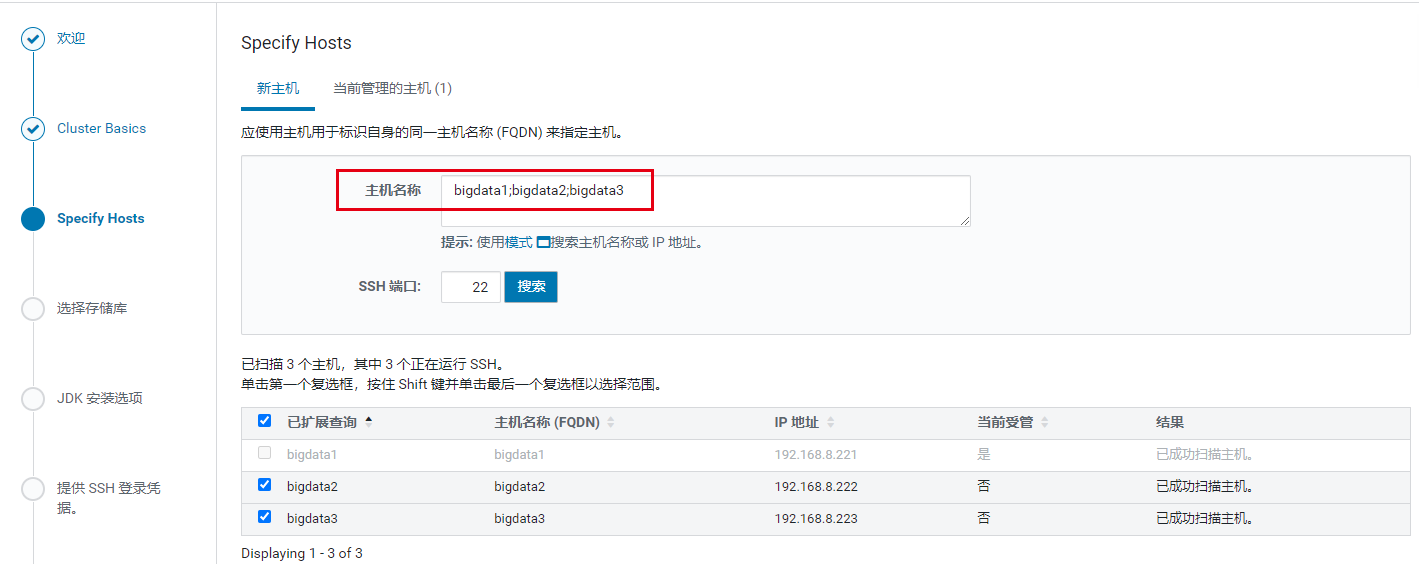 欢迎
Cluster Basics
Specify Hosts
选择存储库
JDK 安装选项
提供 SSH 登录凭
据。
Specify Hosts
新主机 当前管理的主机 (1)
应使用主机用于标识自身的同一主机名称 (FQDN) 来指定主机。
主机名称 bigdata1;bigdata2;bigdata3
提示: 使用模式 搜索主机名称或 IP 地址。
SSH 端口: 22 搜索
已扫描 3 个主机，其中 3 个正在运行 SSH。
单击第一个复选框，按住 Shift 键并单击最后一个复选框以选择范围。
已扩展查询 主机名称 (FQDN) IP 地址 当前受管 结果
bigdata1 bigdata1 192.168.8.221 是 已成功扫描主机。
bigdata2 bigdata2 192.168.8.222 否 已成功扫描主机。
bigdata3 bigdata3 192.168.8.223 否 已成功扫描主机。
Displaying 1 - 3 of 3